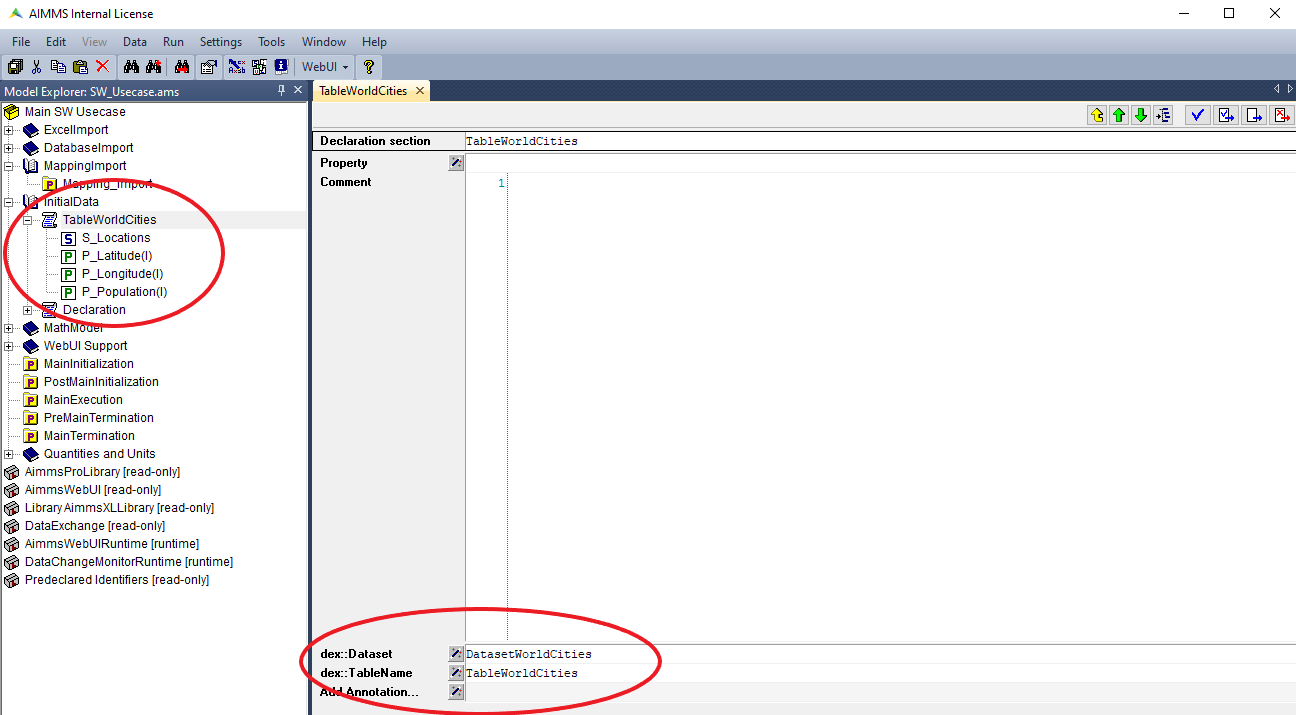 AIMMS Internal License
File Edit View Data Run Settings Tools Window Help
WebUI
Model Explorer: SW_Usecase.ams
TableWorldCities
Main SW Usecase
ExcelImport
DatabaseImport
MappingImport
Mapping_Import
InitialData
TableWorldCities
S S_Locations
P P_Latitude(l)
P P_Longitude(l)
P P_Population(l)
Declaration
MathModel
WebUI Support
P MainInitialization
P PostMainInitialization
P MainExecution
P PreMainTermination
P MainTermination
Quantities and Units
AimmsProLibrary [read-only]
AimmsWebUI [read-only]
Library AimmsXLLibrary [read-only]
DataExchange [read-only]
AimmsWebUIRuntime [runtime]
DataChangeMonitorRuntime [runtime]
Predeclared Identifiers [read-only]
Declaration section TableWorldCities
Property
Comment 1
dex::Dataset DatasetWorldCities
dex::TableName TableWorldCities
Add Annotation...